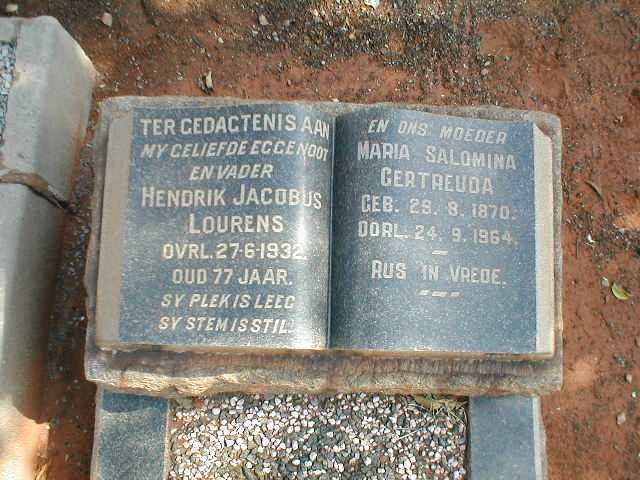 TER GEDAGTENIS AAN
MY GELIEFDE EGGENOOT
EN VADER
HENDRIK JACOBUS
LOURENS
OVRL. 27-6-1932.
OUD 77 JAAR.
SY PLEK IS LEEG
SY STEM IS STIL.
EN ONS MOEDER
MARIA SALOMINA
GERTREUDA
GEB. 29. 8. 1870.
OORL. 24. 9. 1964.
RUS IN VREDE.